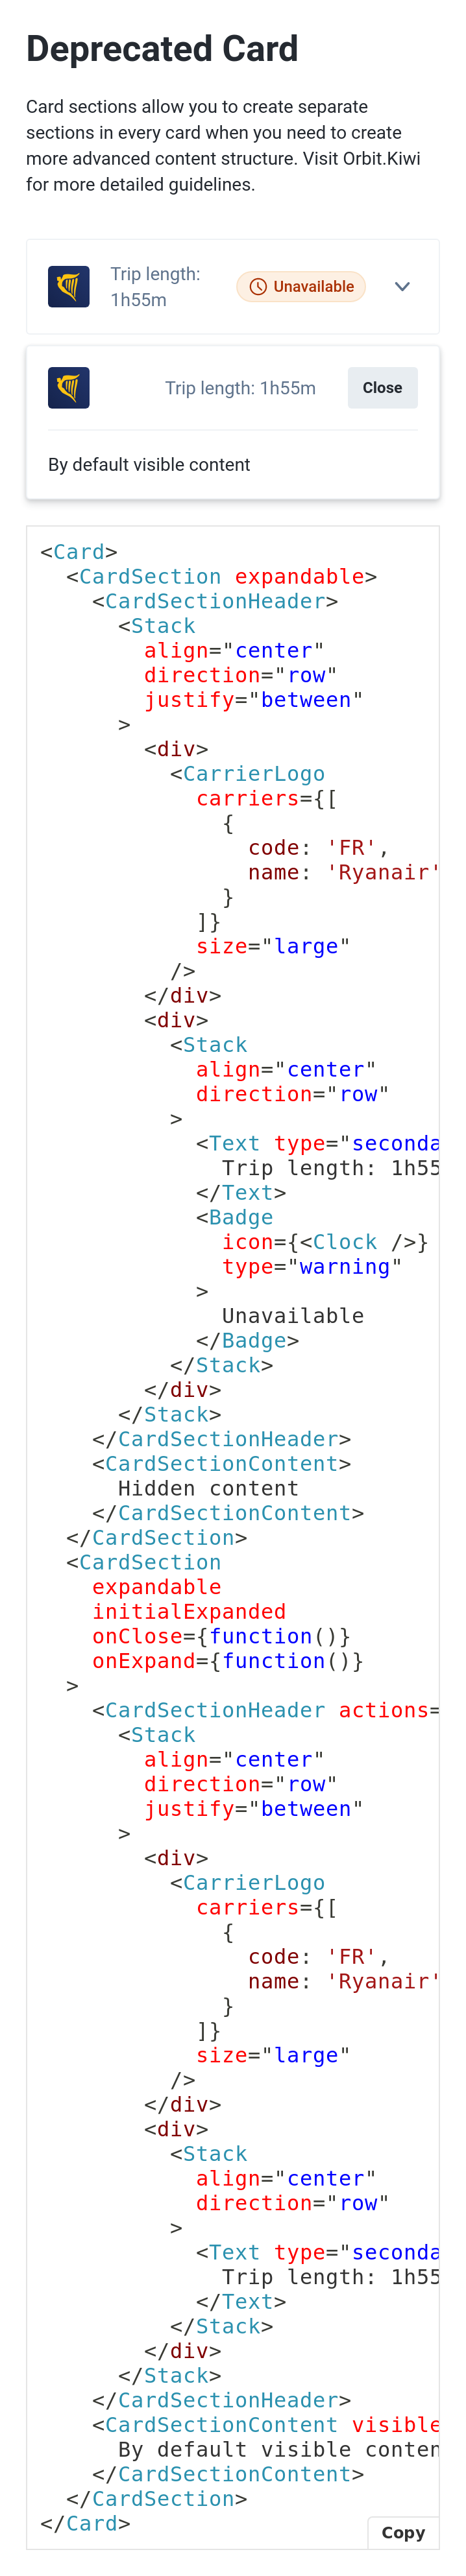 Deprecated Card
Card sections allow you to create separate
sections in every card when you need to create
more advanced content structure. Visit Orbit.Kiwi
for more detailed guidelines.
Trip length:
1h55m
Unavailable
Trip length: 1h55m
Close
By default visible content
<Card>
  <CardSection expandable>
    <CardSectionHeader>
      <Stack
        align="center"
        direction="row"
        justify="between"
      >
        <div>
          <CarrierLogo
            carriers={[
              {
                code: 'FR',
                name: 'Ryanair'
              }
            ]}
            size="large"
          />
        </div>
        <div>
          <Stack
            align="center"
            direction="row"
          >
            <Text type="seconda
              Trip length: 1h55
            </Text>
            <Badge
              icon={<Clock />}
              type="warning"
            >
              Unavailable
            </Badge>
          </Stack>
        </div>
      </Stack>
    </CardSectionHeader>
    <CardSectionContent>
      Hidden content
    </CardSectionContent>
  </CardSection>
  <CardSection
    expandable
    initialExpanded
    onClose={function()}
    onExpand={function()}
  >
    <CardSectionHeader actions=
      <Stack
        align="center"
        direction="row"
        justify="between"
      >
        <div>
          <CarrierLogo
            carriers={[
              {
                code: 'FR',
                name: 'Ryanair'
              }
            ]}
            size="large"
          />
        </div>
        <div>
          <Stack
            align="center"
            direction="row"
          >
            <Text type="seconda
              Trip length: 1h55
            </Text>
          </Stack>
        </div>
      </Stack>
    </CardSectionHeader>
    <CardSectionContent visible
      By default visible conten
    </CardSectionContent>
  </CardSection>
</Card>
Copy